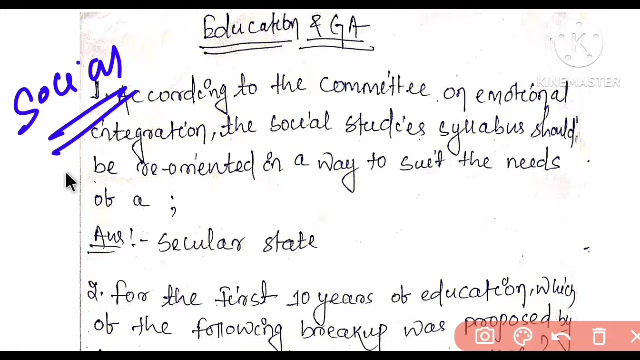 Education & GA
Social
1. According to the committee on emotional
integration, the social studies syllabus should
be re-oriented in a way to suit the needs
of a ;
Ans :- Secular state
2. For the first 10 years of education, which
of the following breakup was proposed by
K
KINEMASTER